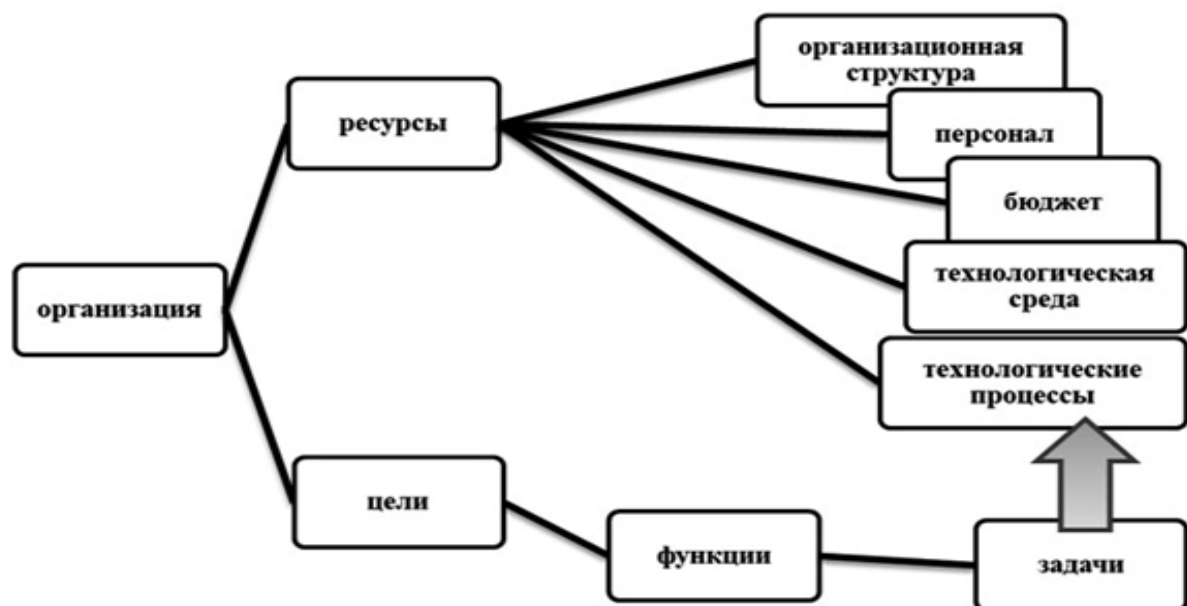 организационная
структура
ресурсы
персонал
бюджет
технологическая
среда
организация
технологические
процессы
цели
функции
задачи